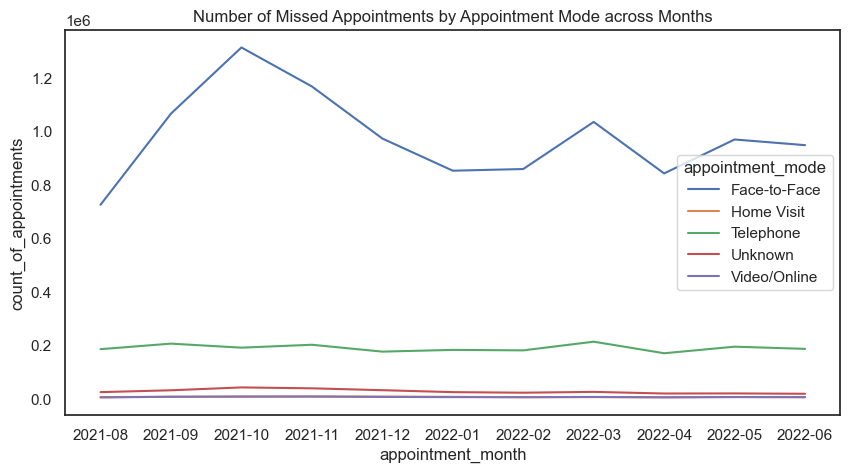 Number of Missed Appointments by Appointment Mode across Months
1e6
1.2
1.0
0.8
0.6
0.4
0.2
0.0
count_of_appointments
appointment_mode
Face-to-Face
Home Visit
Telephone
Unknown
Video/Online
2021-08 2021-09 2021-10 2021-11 2021-12 2022-01 2022-02 2022-03 2022-04 2022-05 2022-06
appointment_month